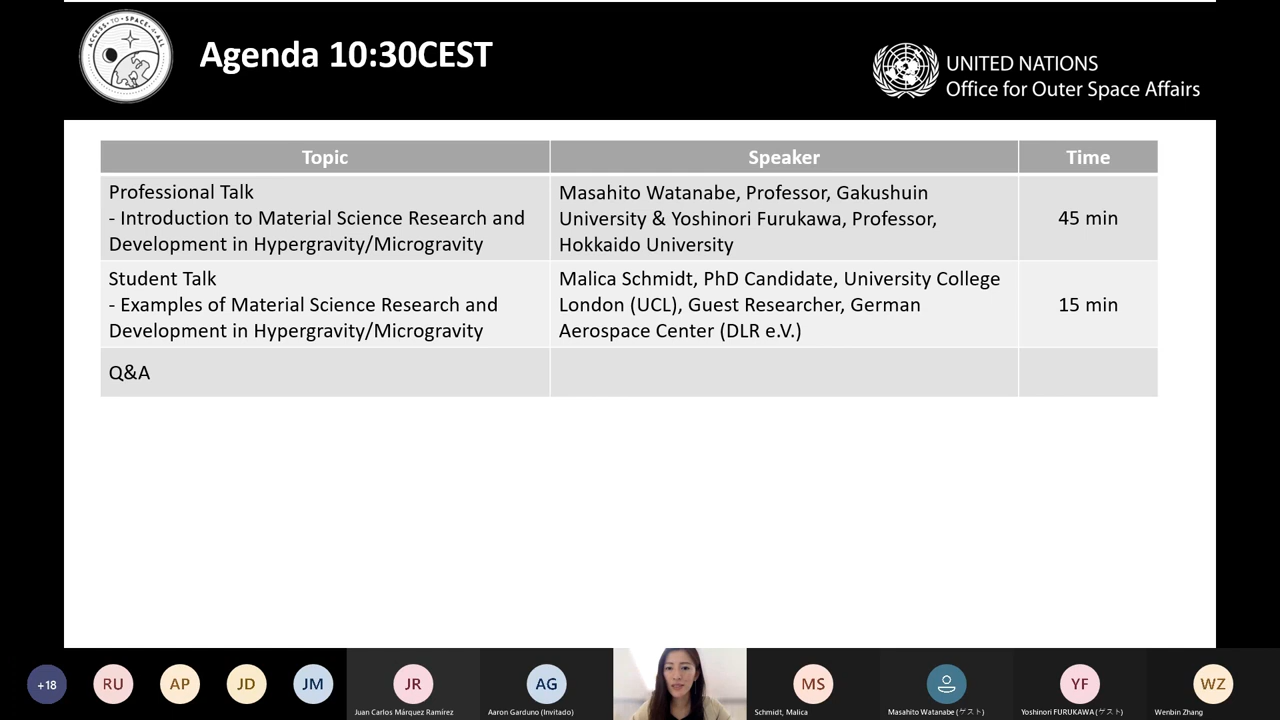 ACCESS • TO • SPACE 4 ALL
Agenda 10:30CEST
UNITED NATIONS
Office for Outer Space Affairs
Topic
Speaker
Time
Professional Talk
- Introduction to Material Science Research and
Development in Hypergravity/Microgravity
Masahito Watanabe, Professor, Gakushuin
University & Yoshinori Furukawa, Professor,
Hokkaido University
45 min
Student Talk
- Examples of Material Science Research and
Development in Hypergravity/Microgravity
Malica Schmidt, PhD Candidate, University College
London (UCL), Guest Researcher, German
Aerospace Center (DLR e.V.)
15 min
Q&A
+18
RU
AP
JD
JM
JR
Juan Carlos Márquez Ramírez
AG
Aaron Garduno (Invitado)
MS
Schmidt, Malica
Masahito Watanabe (ゲスト)
YF
Yoshinori FURUKAWA (ゲスト)
WZ
Wenbin Zhang